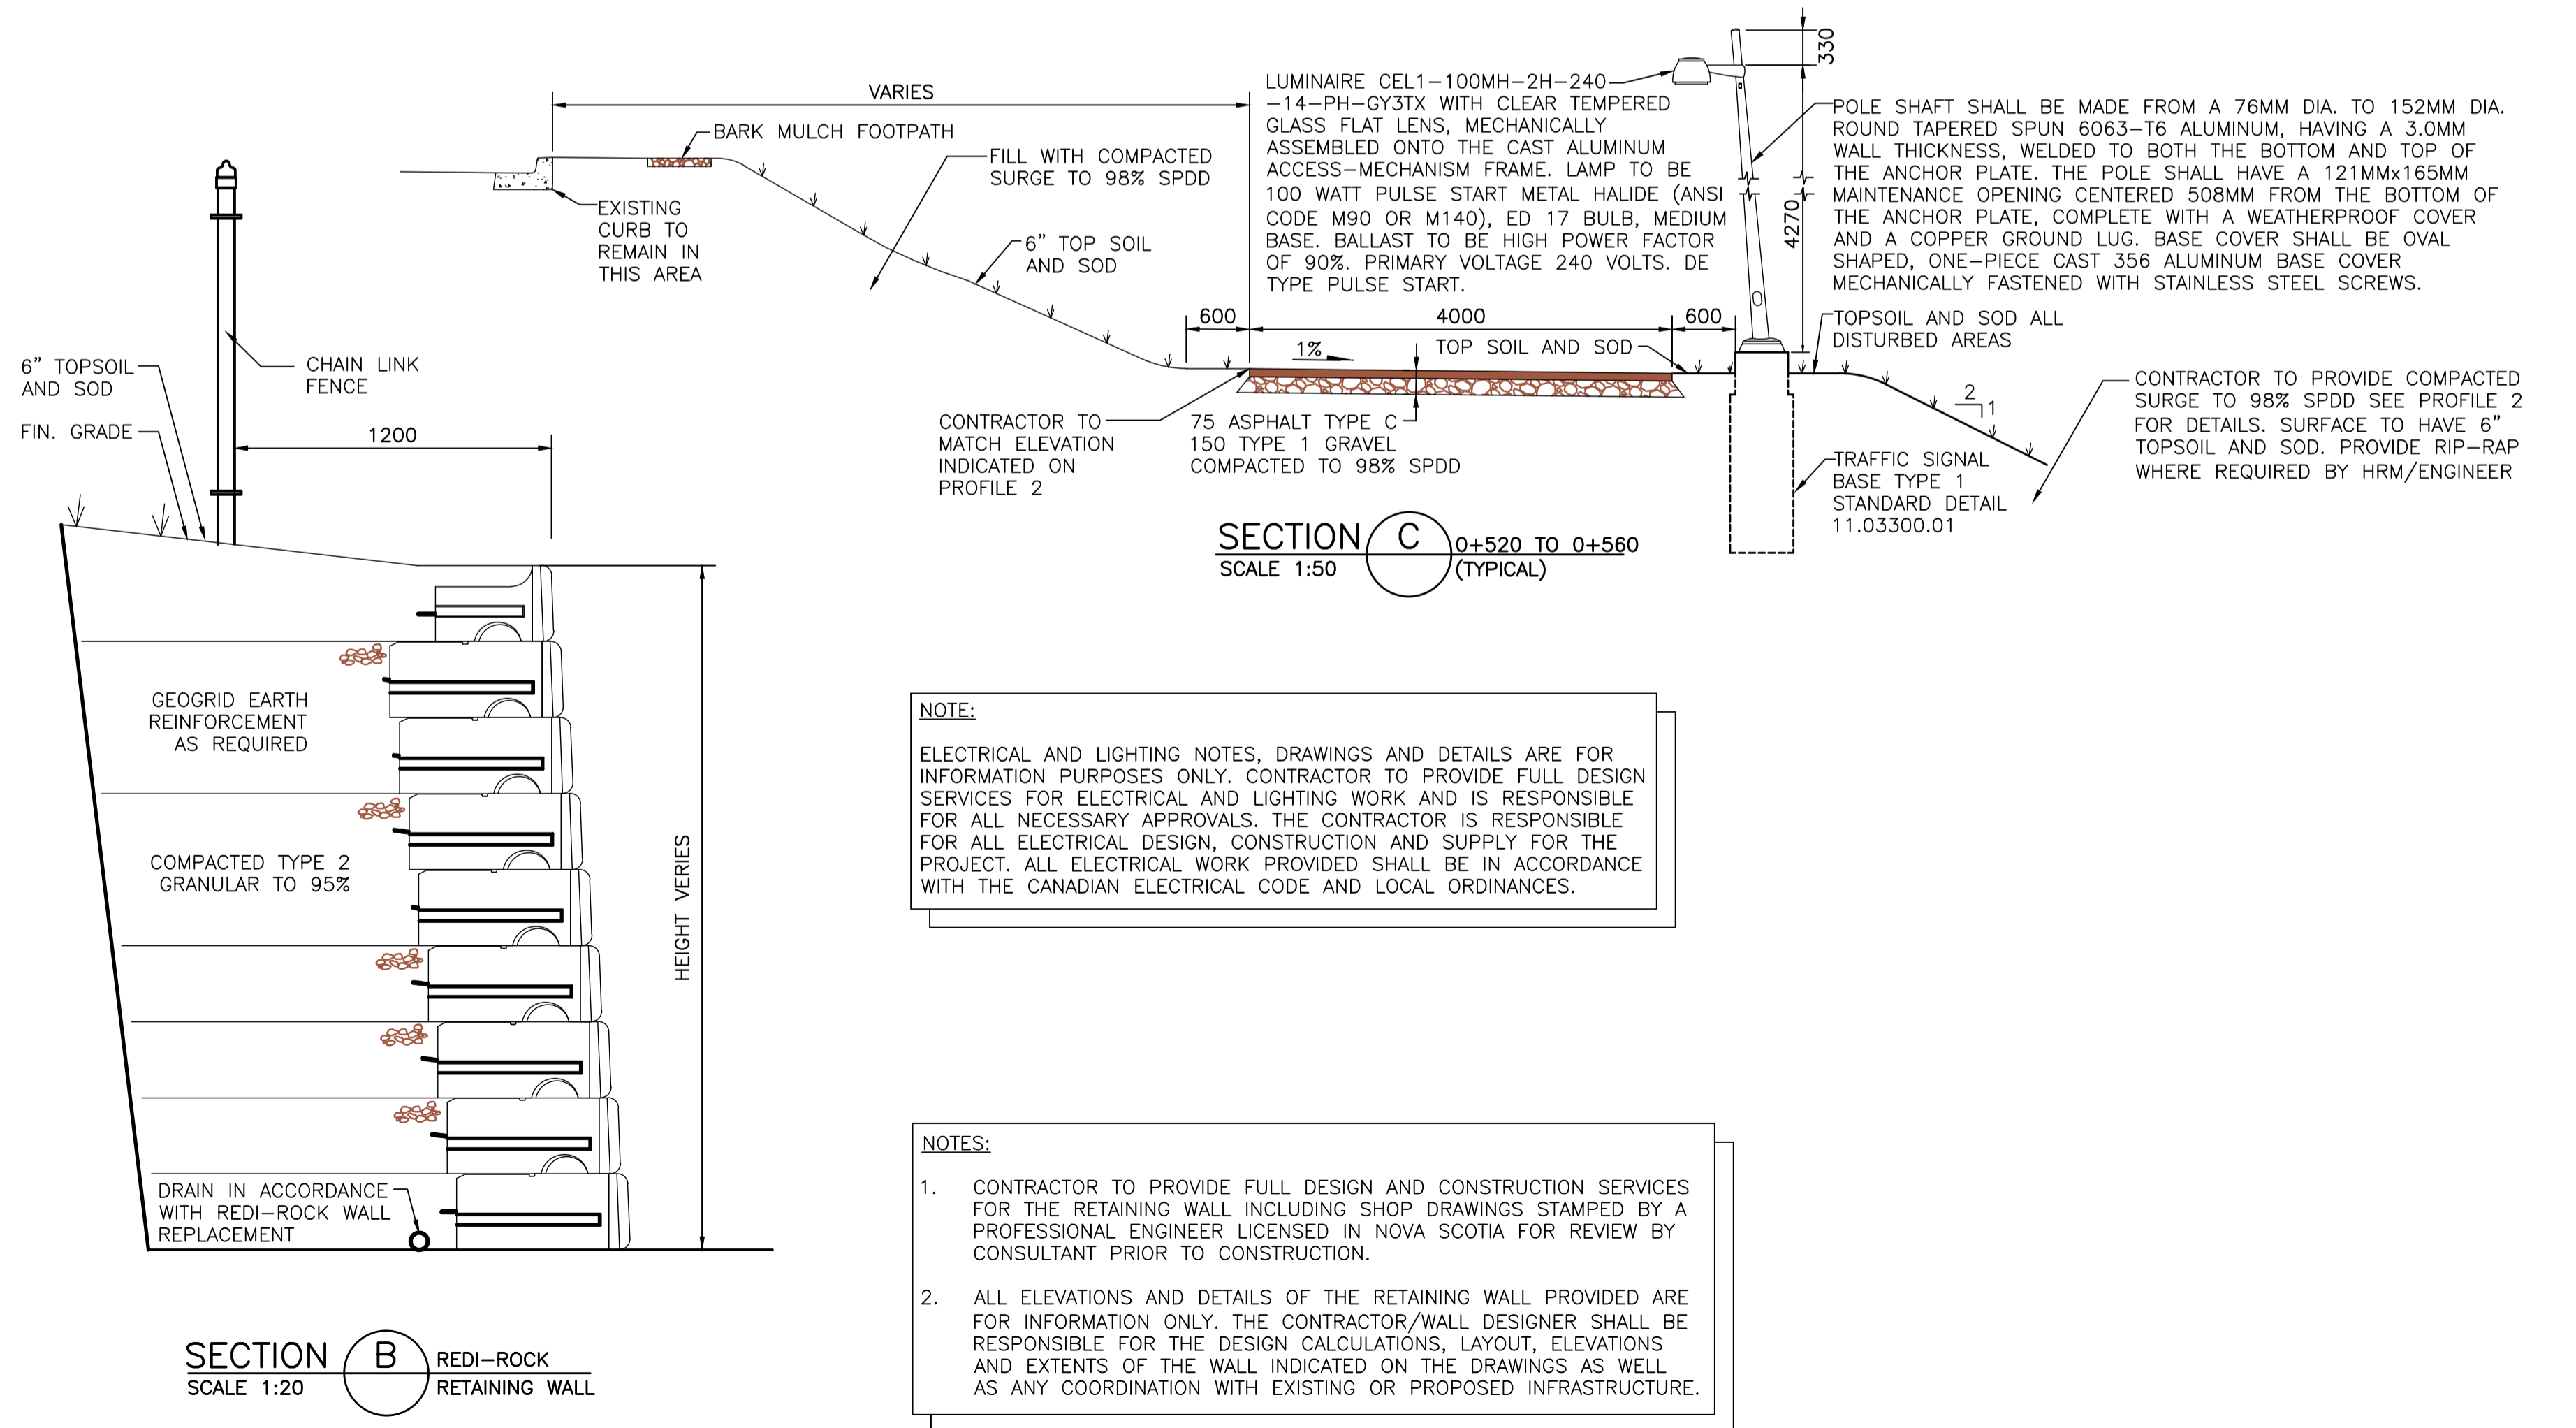 VARIES
BARK MULCH FOOTPATH
FILL WITH COMPACTED
SURGE TO 98% SPDD
EXISTING
CURB TO
REMAIN IN
THIS AREA
6” TOP SOIL
AND SOD
LUMINAIRE CEL1-100MH-2H-240
-14-PH-GY3TX WITH CLEAR TEMPERED
GLASS FLAT LENS, MECHANICALLY
ASSEMBLED ONTO THE CAST ALUMINUM
ACCESS-MECHANISM FRAME. LAMP TO BE
100 WATT PULSE START METAL HALIDE (ANSI
CODE M90 OR M140), ED 17 BULB, MEDIUM
BASE. BALLAST TO BE HIGH POWER FACTOR
OF 90%. PRIMARY VOLTAGE 240 VOLTS. DE
TYPE PULSE START.
330
4270
POLE SHAFT SHALL BE MADE FROM A 76MM DIA. TO 152MM DIA.
ROUND TAPERED SPUN 6063-T6 ALUMINUM, HAVING A 3.0MM
WALL THICKNESS, WELDED TO BOTH THE BOTTOM AND TOP OF
THE ANCHOR PLATE. THE POLE SHALL HAVE A 121MMx165MM
MAINTENANCE OPENING CENTERED 508MM FROM THE BOTTOM OF
THE ANCHOR PLATE, COMPLETE WITH A WEATHERPROOF COVER
AND A COPPER GROUND LUG. BASE COVER SHALL BE OVAL
SHAPED, ONE-PIECE CAST 356 ALUMINUM BASE COVER
MECHANICALLY FASTENED WITH STAINLESS STEEL SCREWS.
600
4000
600
1%
TOP SOIL AND SOD
TOPSOIL AND SOD ALL
DISTURBED AREAS
2
1
CONTRACTOR TO PROVIDE COMPACTED
SURGE TO 98% SPDD SEE PROFILE 2
FOR DETAILS. SURFACE TO HAVE 6”
TOPSOIL AND SOD. PROVIDE RIP-RAP
WHERE REQUIRED BY HRM/ENGINEER
CONTRACTOR TO
MATCH ELEVATION
INDICATED ON
PROFILE 2
75 ASPHALT TYPE C
150 TYPE 1 GRAVEL
COMPACTED TO 98% SPDD
TRAFFIC SIGNAL
BASE TYPE 1
STANDARD DETAIL
11.03300.01
SECTION C 0+520 TO 0+560
SCALE 1:50 (TYPICAL)
6” TOPSOIL
AND SOD
FIN. GRADE
CHAIN LINK
FENCE
1200
GEOGRID EARTH
REINFORCEMENT
AS REQUIRED
COMPACTED TYPE 2
GRANULAR TO 95%
HEIGHT VERIES
DRAIN IN ACCORDANCE
WITH REDI-ROCK WALL
REPLACEMENT
SECTION B REDI-ROCK
SCALE 1:20 RETAINING WALL
NOTE:
ELECTRICAL AND LIGHTING NOTES, DRAWINGS AND DETAILS ARE FOR
INFORMATION PURPOSES ONLY. CONTRACTOR TO PROVIDE FULL DESIGN
SERVICES FOR ELECTRICAL AND LIGHTING WORK AND IS RESPONSIBLE
FOR ALL NECESSARY APPROVALS. THE CONTRACTOR IS RESPONSIBLE
FOR ALL ELECTRICAL DESIGN, CONSTRUCTION AND SUPPLY FOR THE
PROJECT. ALL ELECTRICAL WORK PROVIDED SHALL BE IN ACCORDANCE
WITH THE CANADIAN ELECTRICAL CODE AND LOCAL ORDINANCES.
NOTES:
1. CONTRACTOR TO PROVIDE FULL DESIGN AND CONSTRUCTION SERVICES
FOR THE RETAINING WALL INCLUDING SHOP DRAWINGS STAMPED BY A
PROFESSIONAL ENGINEER LICENSED IN NOVA SCOTIA FOR REVIEW BY
CONSULTANT PRIOR TO CONSTRUCTION.
2. ALL ELEVATIONS AND DETAILS OF THE RETAINING WALL PROVIDED ARE
FOR INFORMATION ONLY. THE CONTRACTOR/WALL DESIGNER SHALL BE
RESPONSIBLE FOR THE DESIGN CALCULATIONS, LAYOUT, ELEVATIONS
AND EXTENTS OF THE WALL INDICATED ON THE DRAWINGS AS WELL
AS ANY COORDINATION WITH EXISTING OR PROPOSED INFRASTRUCTURE.